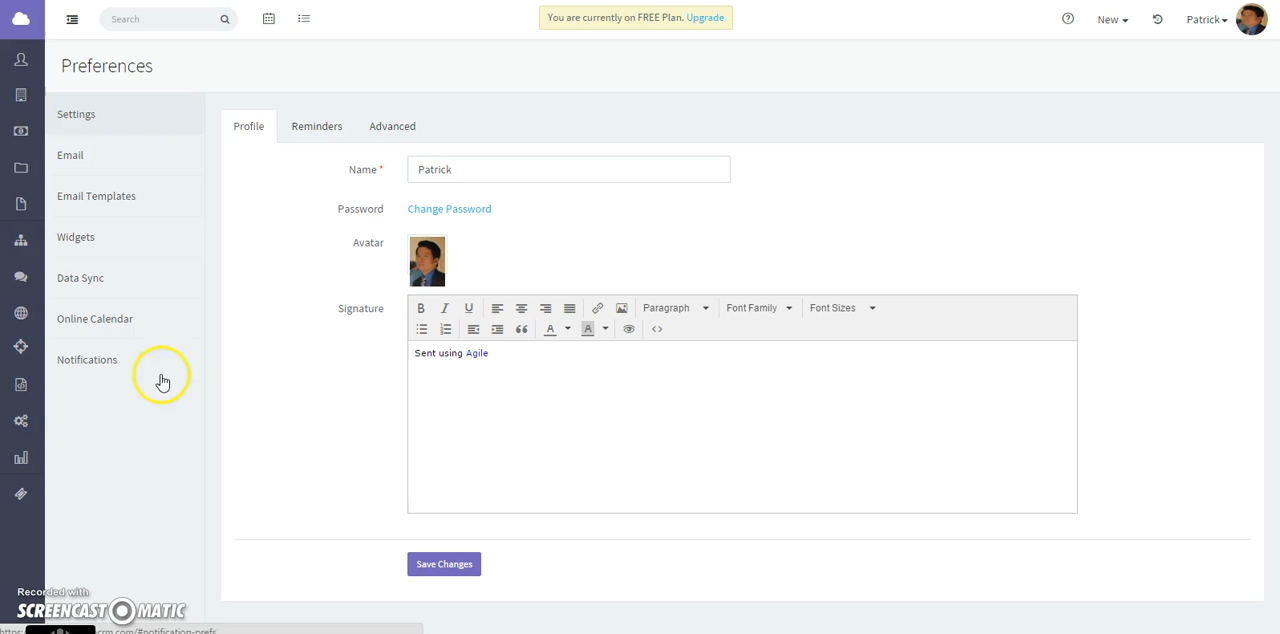 Search
You are currently on FREE Plan. Upgrade
New
Patrick
Preferences
Settings
Email
Email Templates
Widgets
Data Sync
Online Calendar
Notifications
Profile
Reminders
Advanced
Name *
Patrick
Password
Change Password
Avatar
Signature
B I U
Paragraph
Font Family
Font Sizes
A
A
Sent using Agile
Save Changes
Recorded with
SCREENCAST O MATIC
crm.com/#notification-prefs